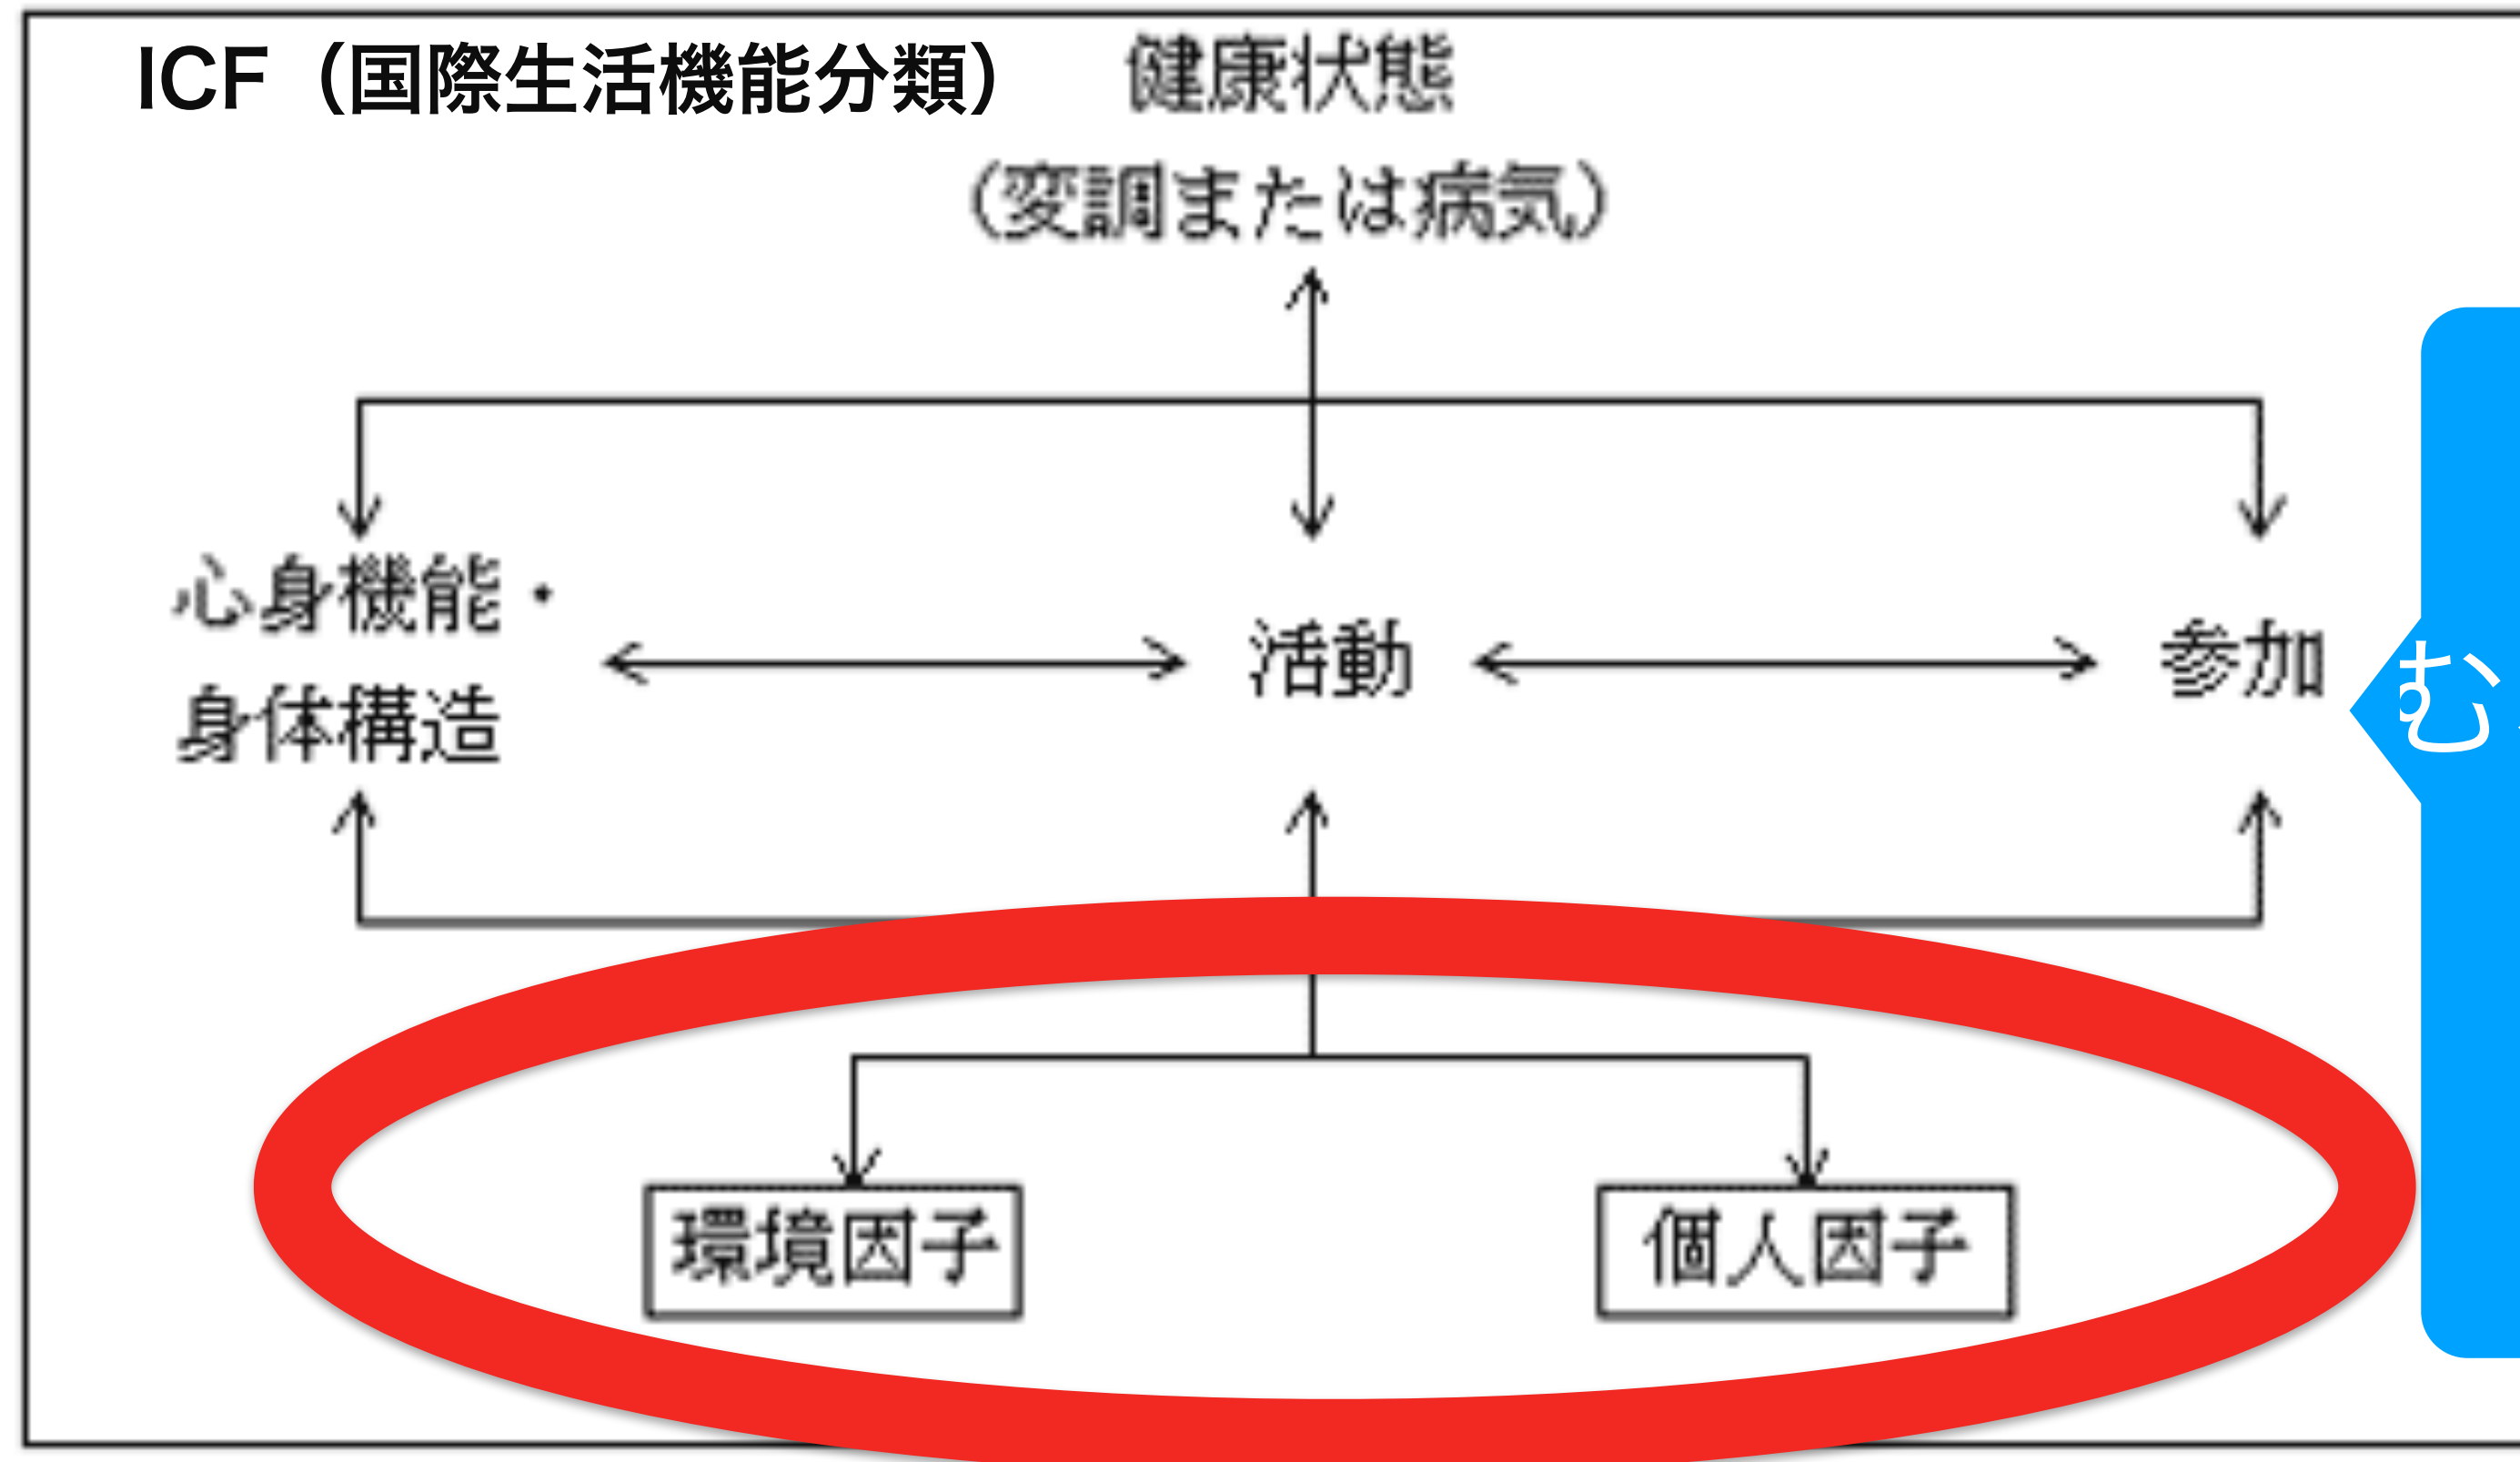 ICF（国際生活機能分類）
健康状態
（変調または病気）
心身機能・
身体構造
活動
参加
む
環境因子
個人因子